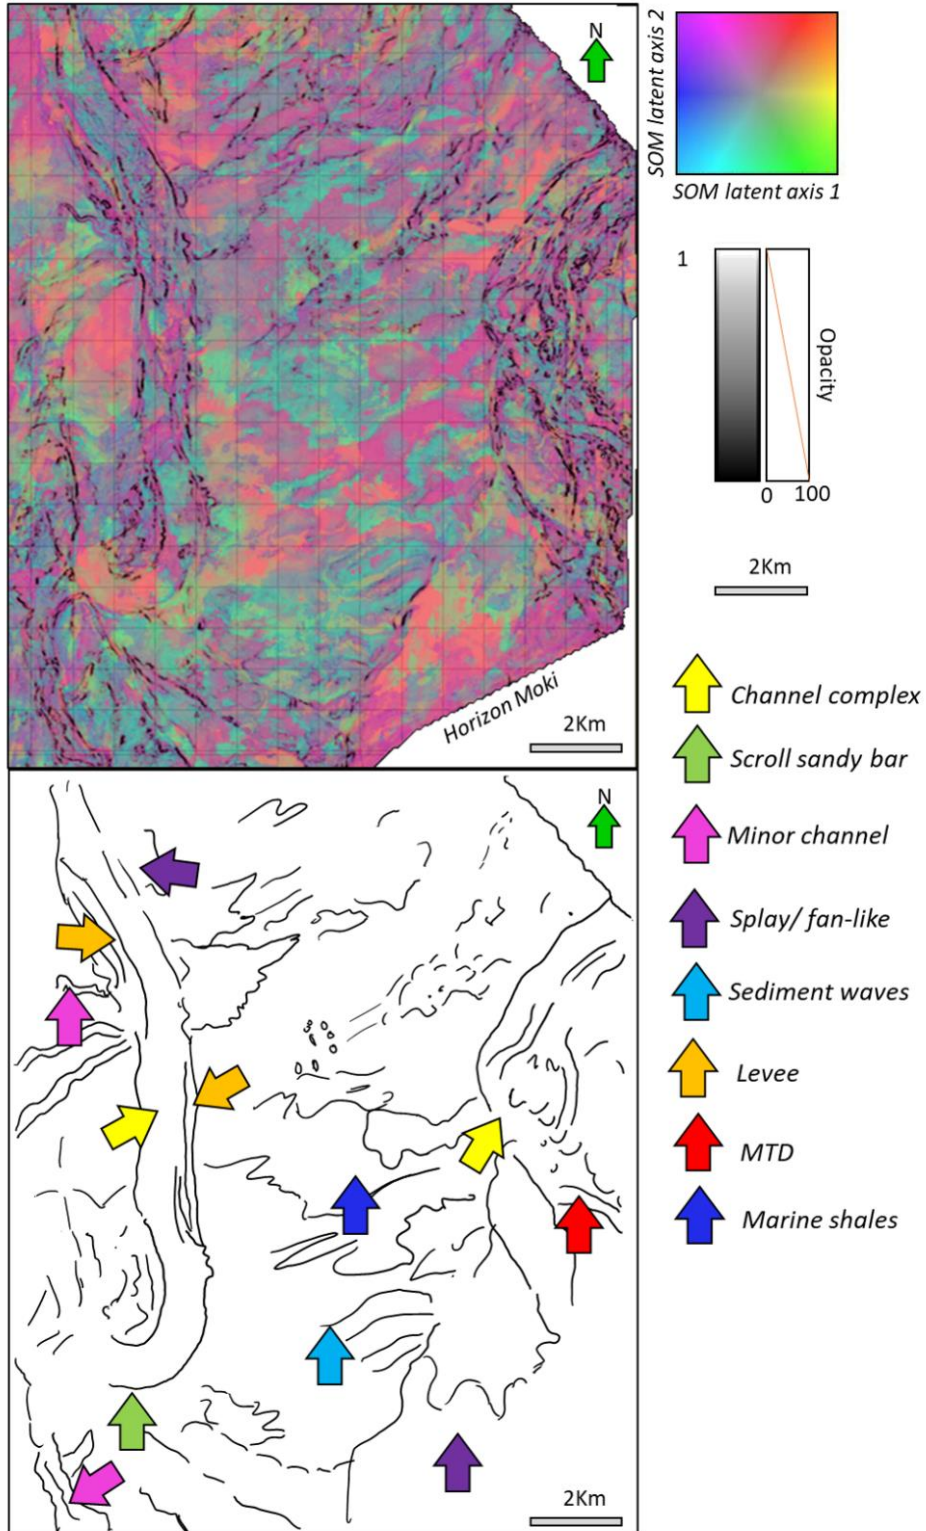 N
Horizon Moki
2Km
SOM latent axis 2
SOM latent axis 1
1
Opacity
0 100
2Km
Channel complex
Scroll sandy bar
Minor channel
Splay/ fan-like
Sediment waves
Levee
MTD
Marine shales
N
2Km